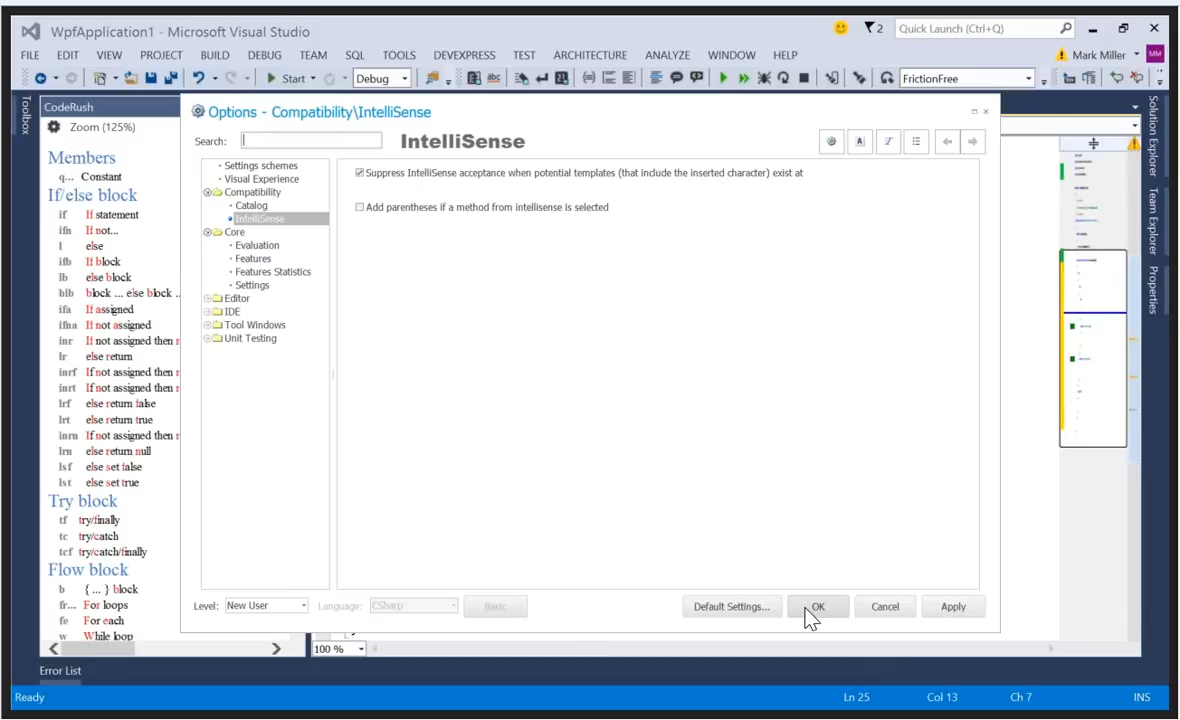 WpfApplication1 - Microsoft Visual Studio
2
Quick Launch (Ctrl+Q)
FILE EDIT VIEW PROJECT BUILD DEBUG TEAM SQL TOOLS DEVEXPRESS TEST ARCHITECTURE ANALYZE WINDOW HELP
Mark Miller
MM
Start Debug abc FrictionFree
Toolbox
CodeRush
Zoom (125%)
Members
q... Constant
If/else block
if If statement
ifn If not...
l else
ifb If block
lb else block
blb block ... else block ..
ifa If assigned
ifna If not assigned
inr If not assigned then r
lr else return
inrf If not assigned then r
inrt If not assigned then r
lrf else return false
lrt else return true
inrn If not assigned then r
lrn else return null
lsf else set false
lst else set true
Try block
tf try/finally
tc try/catch
tcf try/catch/finally
Flow block
b { ... } block
fr... For loops
fe For each
w While loop
Options - Compatibility\IntelliSense
Search:
IntelliSense
Settings schemes
Visual Experience
Compatibility
Catalog
IntelliSense
Core
Evaluation
Features
Features Statistics
Settings
Editor
IDE
Tool Windows
Unit Testing
Suppress IntelliSense acceptance when potential templates (that include the inserted character) exist at
Add parentheses if a method from intellisense is selected
Level: New User Language: CSharp Basic Default Settings... OK Cancel Apply
100 %
Solution Explorer
Team Explorer
Properties
Error List
Ready Ln 25 Col 13 Ch 7 INS